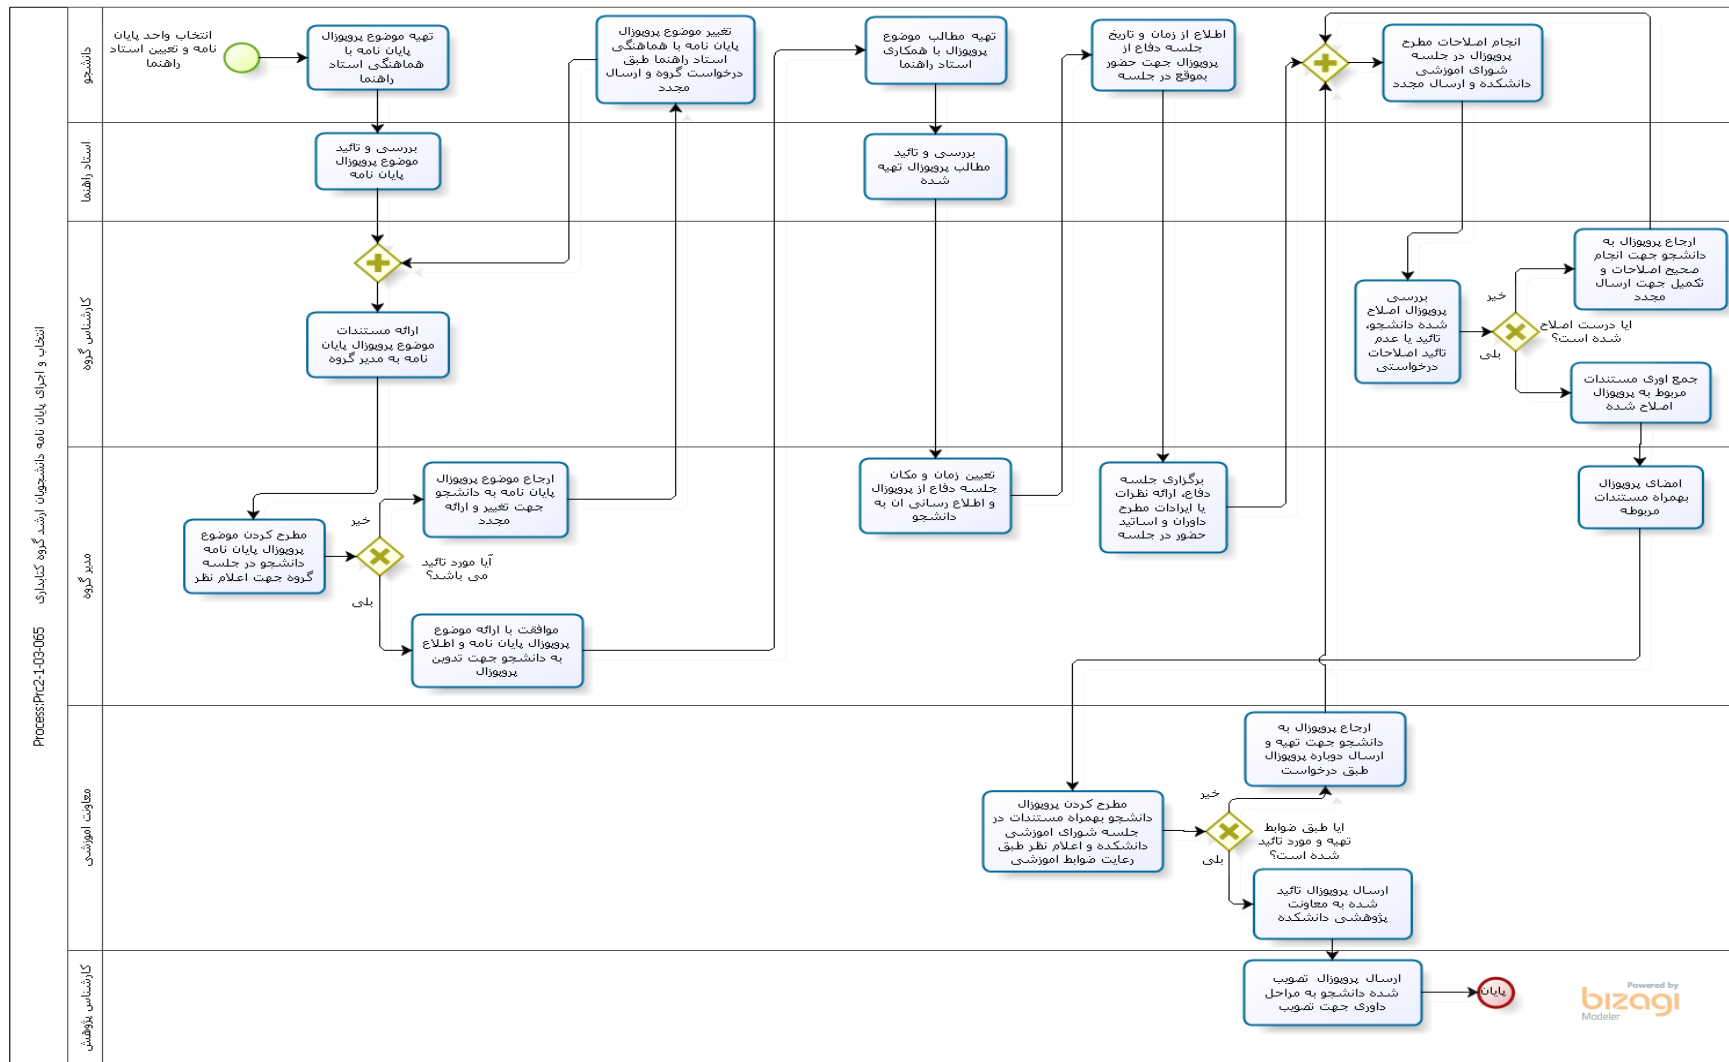 انتخاب و اجرای پایان نامه دانشجویان ارشد گروه کتابداری
Process:Prc2-1-03-065
دانشجو
انتخاب واحد پایان
نامه و تعیین استاد
راهنما
تهیه موضوع پروپوزال
پایان نامه با
هماهنگی استاد
راهنما
تغییر موضوع پروپوزال
پایان نامه با هماهنگی
استاد راهنما طبق
درخواست گروه و ارسال
مجدد
تهیه مطالب موضوع
پروپوزال با همکاری
استاد راهنما
اطلاع از زمان و تاریخ
جلسه دفاع از
پروپوزال جهت حضور
بموقع در جلسه
انجام اصلاحات مطرح
پروپوزال در جلسه
شورای اموزشی
دانشکده و ارسال مجدد
استاد راهنما
بررسی و تائید
موضوع پروپوزال
پایان نامه
بررسی و تائید
مطالب پروپوزال تهیه
شده
کارشناس گروه
ارائه مستندات
موضوع پروپوزال پایان
نامه به مدیر گروه
بررسی
پروپوزال اصلاح
شده دانشجو،
تائید یا عدم
تائید اصلاحات
درخواستی
ایا درست اصلاح
شده است؟
خیر
بلی
ارجاع پروپوزال به
دانشجو جهت انجام
صحیح اصلاحات و
تکمیل جهت ارسال
مجدد
جمع اوری مستندات
مربوط به پروپوزال
اصلاح شده
مدیر گروه
مطرح کردن موضوع
پروپوزال پایان نامه
دانشجو در جلسه
گروه جهت اعلام نظر
آیا مورد تائید
می باشد؟
خیر
بلی
ارجاع موضوع پروپوزال
پایان نامه به دانشجو
جهت تغییر و ارائه
مجدد
موافقت با ارائه موضوع
پروپوزال پایان نامه و اطلاع
به دانشجو جهت تدوین
پروپوزال
تعیین زمان و مکان
جلسه دفاع از پروپوزال
و اطلاع رسانی ان به
دانشجو
برگزاری جلسه
دفاع، ارائه نظرات
یا ایرادات مطرح
داوران و اساتید
حضور در جلسه
امضای پروپوزال
بهمراه مستندات
مربوطه
معاونت اموزشی
مطرح کردن پروپوزال
دانشجو بهمراه مستندات در
جلسه شورای اموزشی
دانشکده و اعلام نظر طبق
رعایت ضوابط اموزشی
ایا طبق ضوابط
تهیه و مورد تائید
شده است؟
خیر
بلی
ارجاع پروپوزال به
دانشجو جهت تهیه و
ارسال دوباره پروپوزال
طبق درخواست
ارسال پروپوزال تائید
شده به معاونت
پژوهشی دانشکده
کارشناس پژوهش
ارسال پروپوزال تصویب
شده دانشجو به مراحل
داوری جهت تصویب
پایان
Powered by
bizagi
Modeler